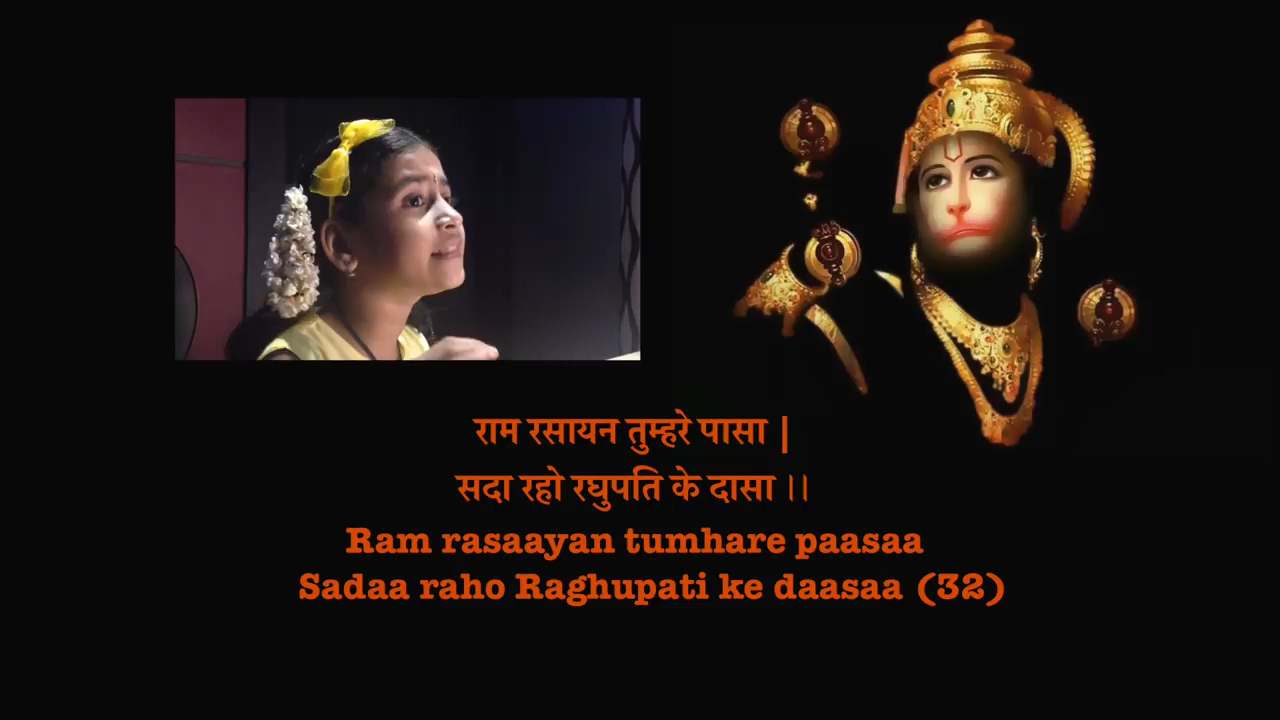 राम रसायन तुम्हरे पासा |
सदा रहो रघुपति के दासा ।।
Ram rasaayan tumhare paasaa
Sadaa raho Raghupati ke daasaa (32)